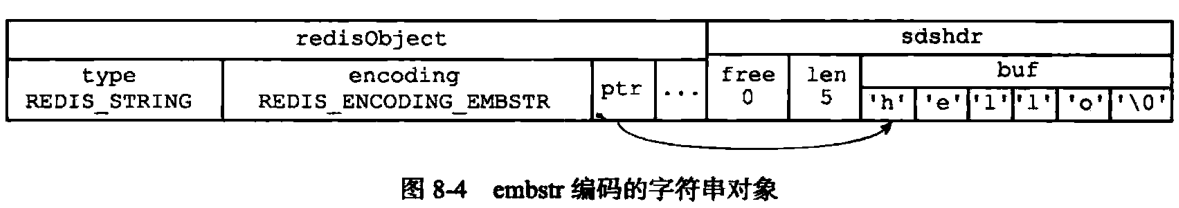 redisObject sdshdr
type encoding ptr ... free len buf
REDIS_STRING REDIS_ENCODING_EMBSTR 0 5 'h' 'e' 'l' 'l' 'o' '\0'
图 8-4 embstr 编码的字符串对象